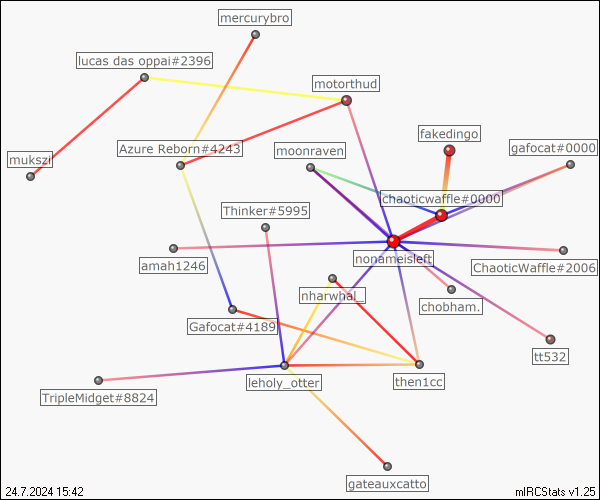 mercurybro
lucas das oppai#2396
motorthud
fakedingo
gafocat#0000
Azure Reborn#4243
moonraven
mukszi
chaoticwaffle#0000
Thinker#5995
nonameisleft
amah1246
ChaoticWaffle#2006
nharwhal_
chobham.
Gafocat#4189
tt532
leholy_otter
then1cc
TripleMidget#8824
gateauxcatto
24.7.2024 15:42
mIRCStats v1.25